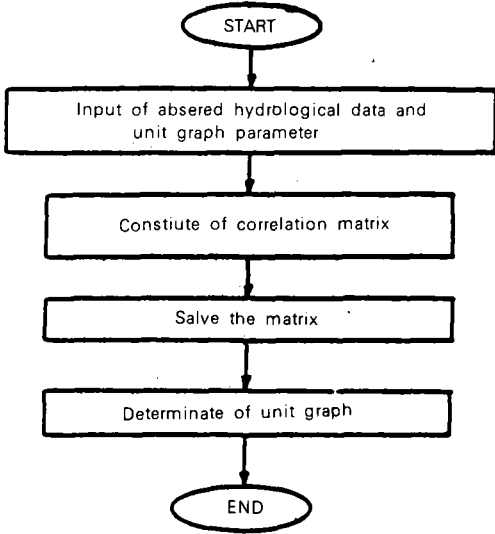 START
Input of absered hydrological data and
unit graph parameter
Constiute of correlation matrix
Salve the matrix
Determinate of unit graph
END